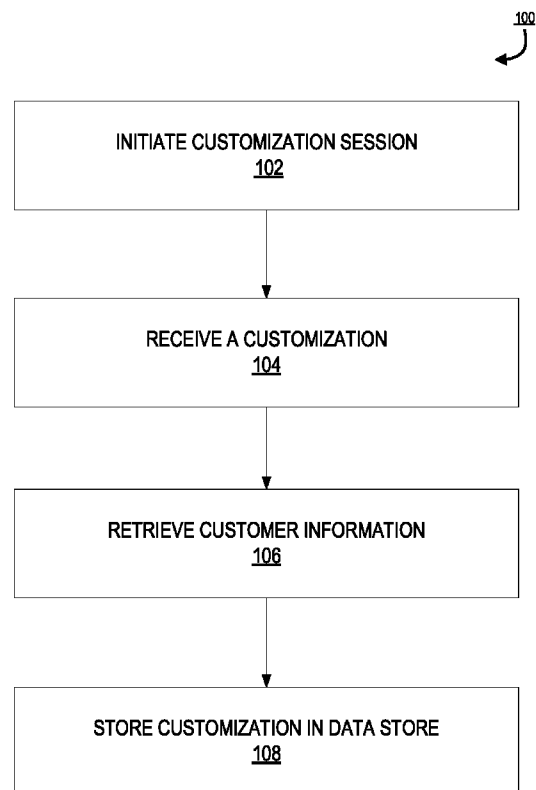 100
INITIATE CUSTOMIZATION SESSION
102
RECEIVE A CUSTOMIZATION
104
RETRIEVE CUSTOMER INFORMATION
106
STORE CUSTOMIZATION IN DATA STORE
108